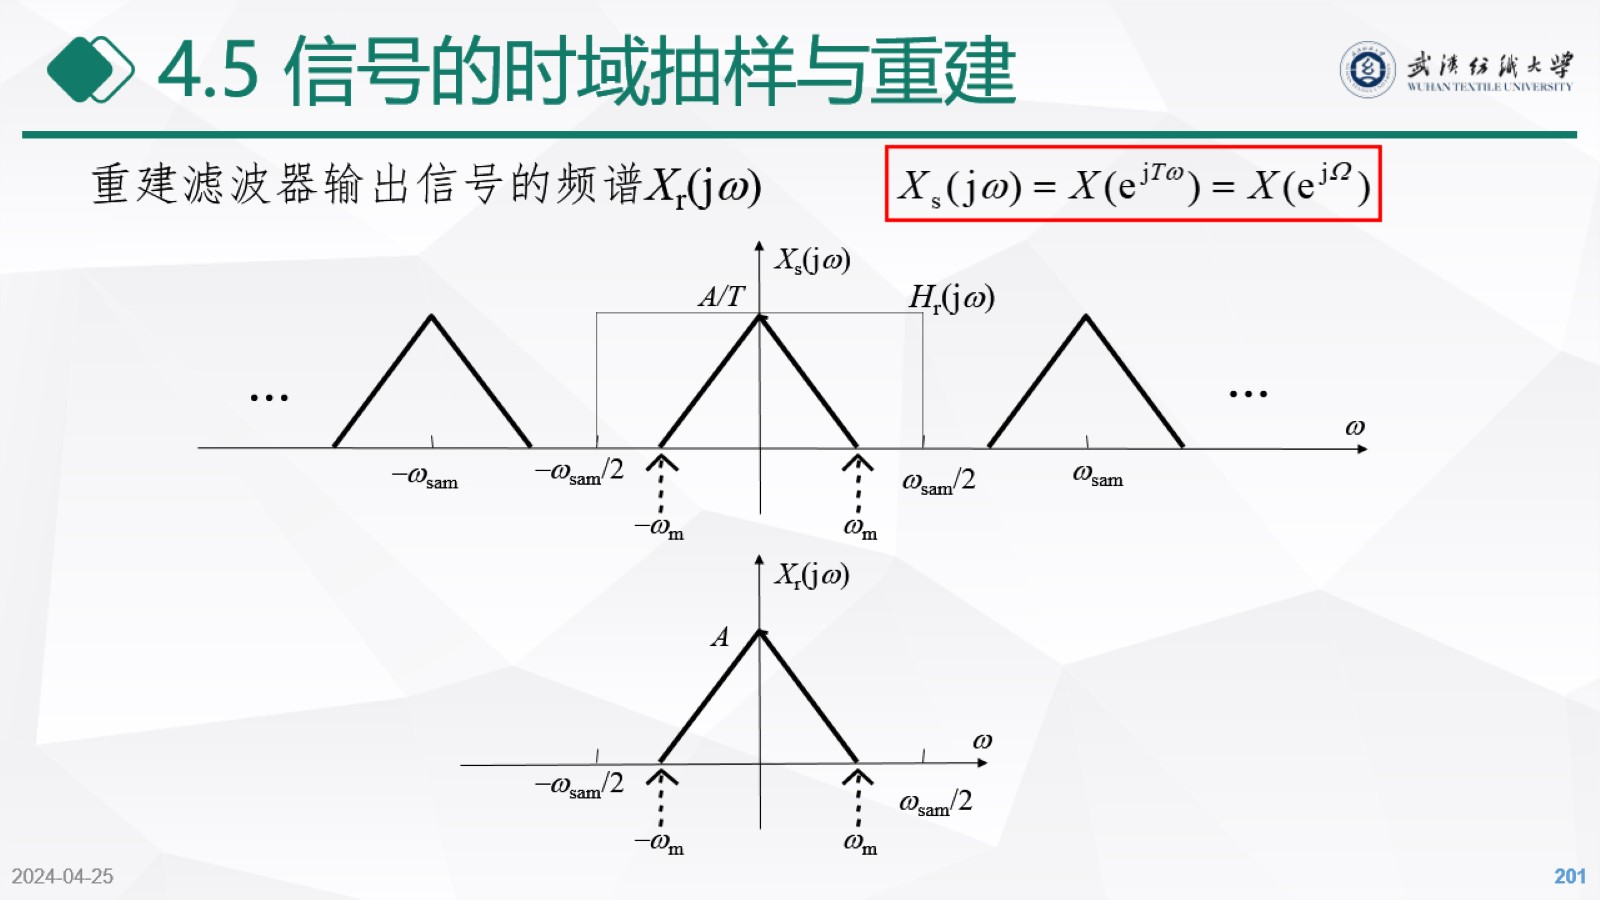 4.5 信号的时域抽样与重建
武汉纺织大学
WUHAN TEXTILE UNIVERSITY
重建滤波器输出信号的频谱Xr(jω)
Xs(jω) = X(e^jTω) = X(e^jΩ)
Xs(jω)
A/T
Hr(jω)
...
...
ω
−ωsam
−ωsam/2
ωsam/2
ωsam
−ωm
ωm
Xr(jω)
A
ω
−ωsam/2
ωsam/2
−ωm
ωm
2024-04-25
201